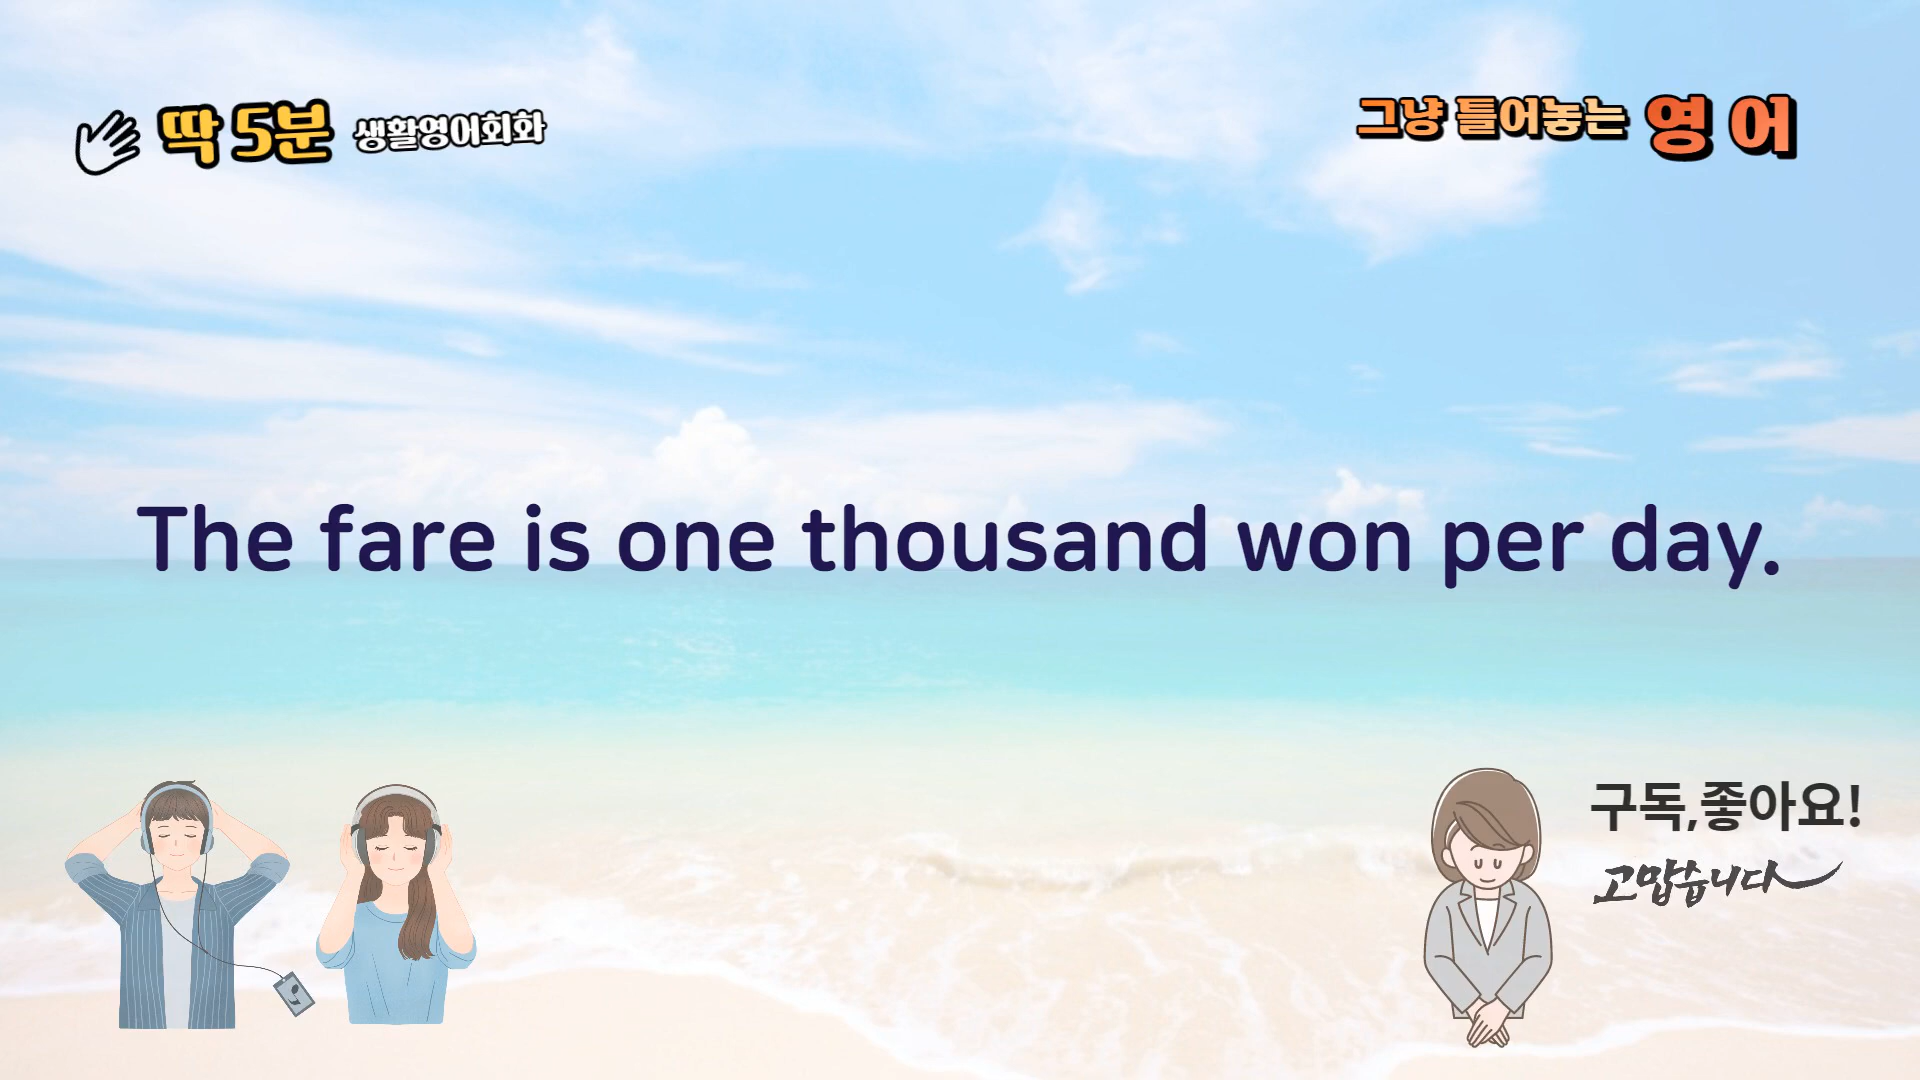 딱 5분 생활영어회화
그냥 틀어놓는 영어
The fare is one thousand won per day.
구독,좋아요!
고맙습니다